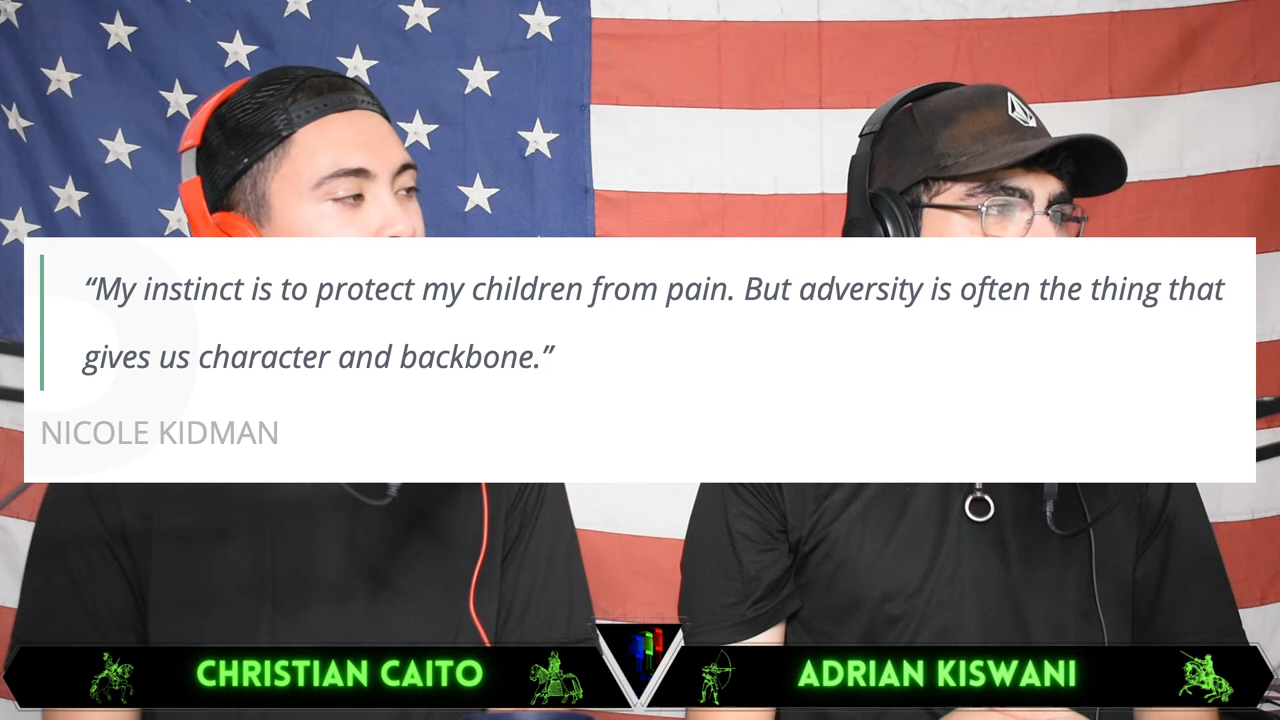 “My instinct is to protect my children from pain. But adversity is often the thing that
gives us character and backbone.”
NICOLE KIDMAN
CHRISTIAN CAITO
ADRIAN KISWANI